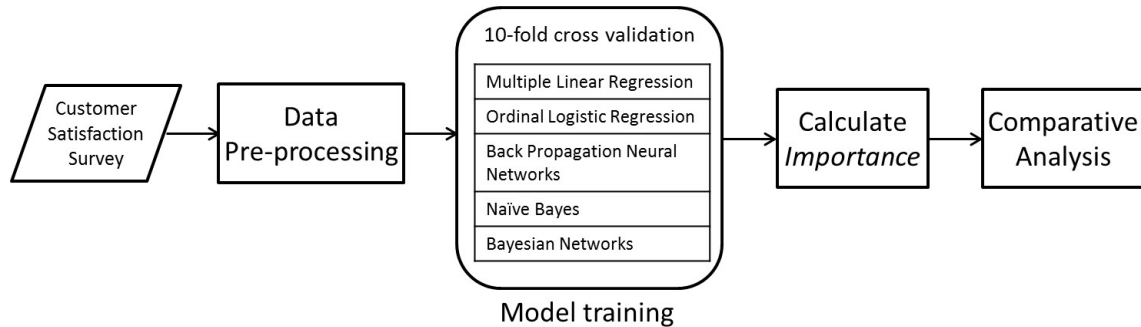 Customer
Satisfaction
Survey
Data
Pre-processing
10-fold cross validation
Multiple Linear Regression
Ordinal Logistic Regression
Back Propagation Neural
Networks
Naïve Bayes
Bayesian Networks
Model training
Calculate
Importance
Comparative
Analysis